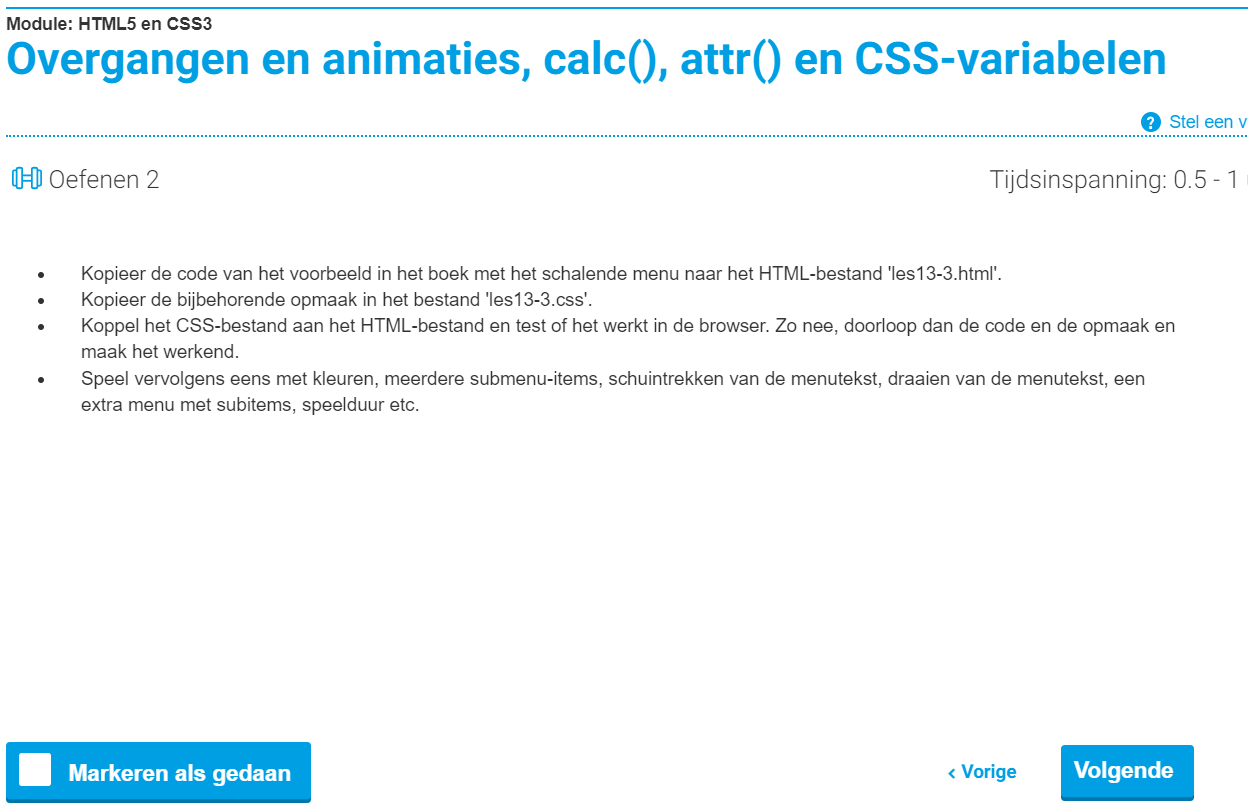 Module: HTML5 en CSS3
Overgangen en animaties, calc(), attr() en CSS-variabelen
? Stel een v
Oefenen 2
Tijdsinspanning: 0.5 - 1
• Kopieer de code van het voorbeeld in het boek met het schalende menu naar het HTML-bestand 'les13-3.html'.
• Kopieer de bijbehorende opmaak in het bestand 'les13-3.css'.
• Koppel het CSS-bestand aan het HTML-bestand en test of het werkt in de browser. Zo nee, doorloop dan de code en de opmaak en
maak het werkend.
• Speel vervolgens eens met kleuren, meerdere submenu-items, schuintrekken van de menutekst, draaien van de menutekst, een
extra menu met subitems, speelduur etc.
Markeren als gedaan
‹ Vorige
Volgende